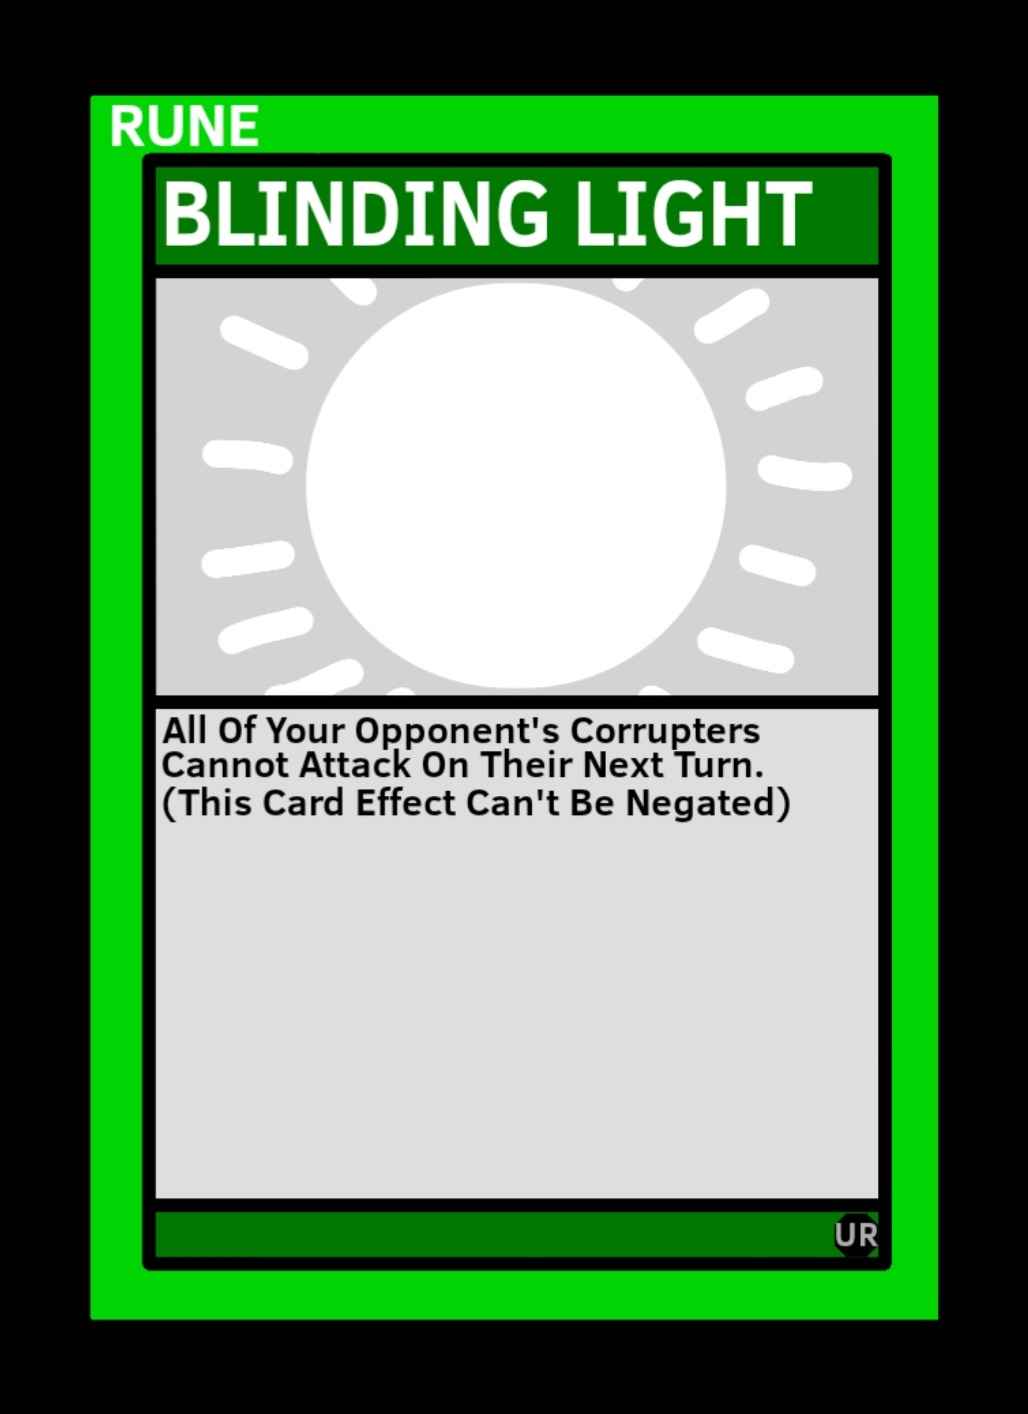 RUNE
BLINDING LIGHT
All Of Your Opponent's Corrupters
Cannot Attack On Their Next Turn.
(This Card Effect Can't Be Negated)
UR